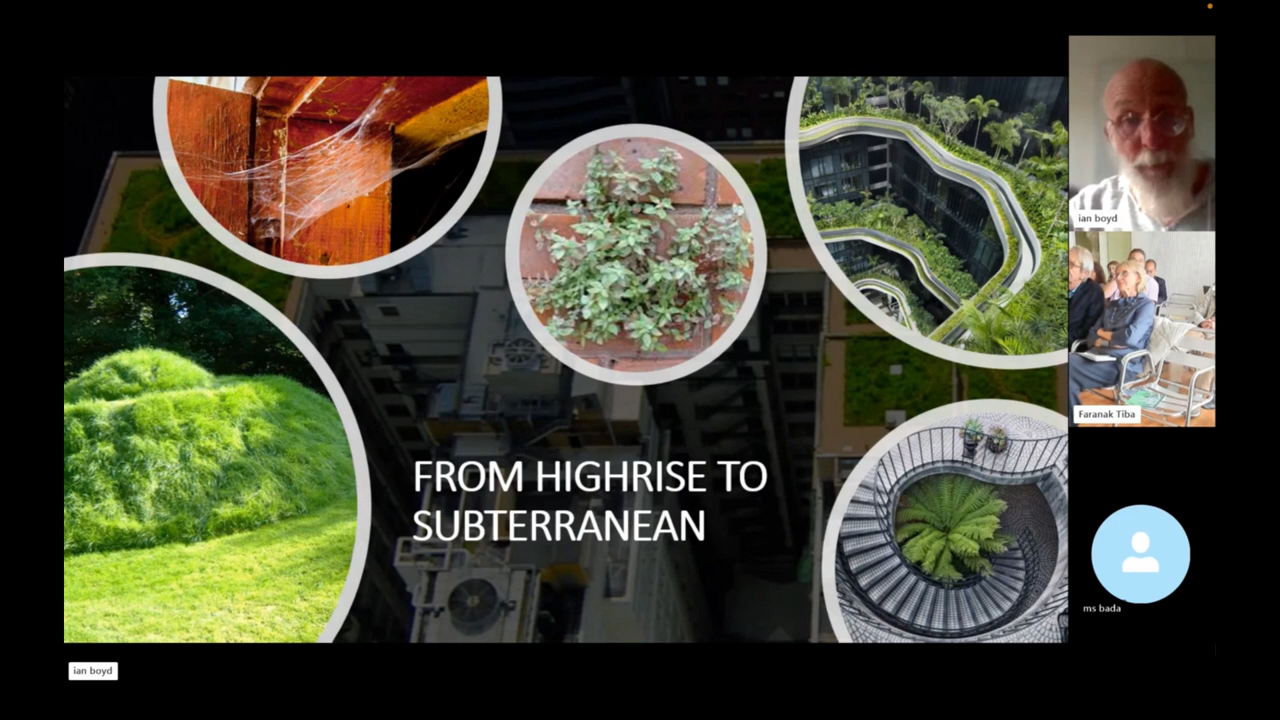 FROM HIGHRISE TO
SUBTERRANEAN
ian boyd
Faranak Tiba
ms bada
ian boyd